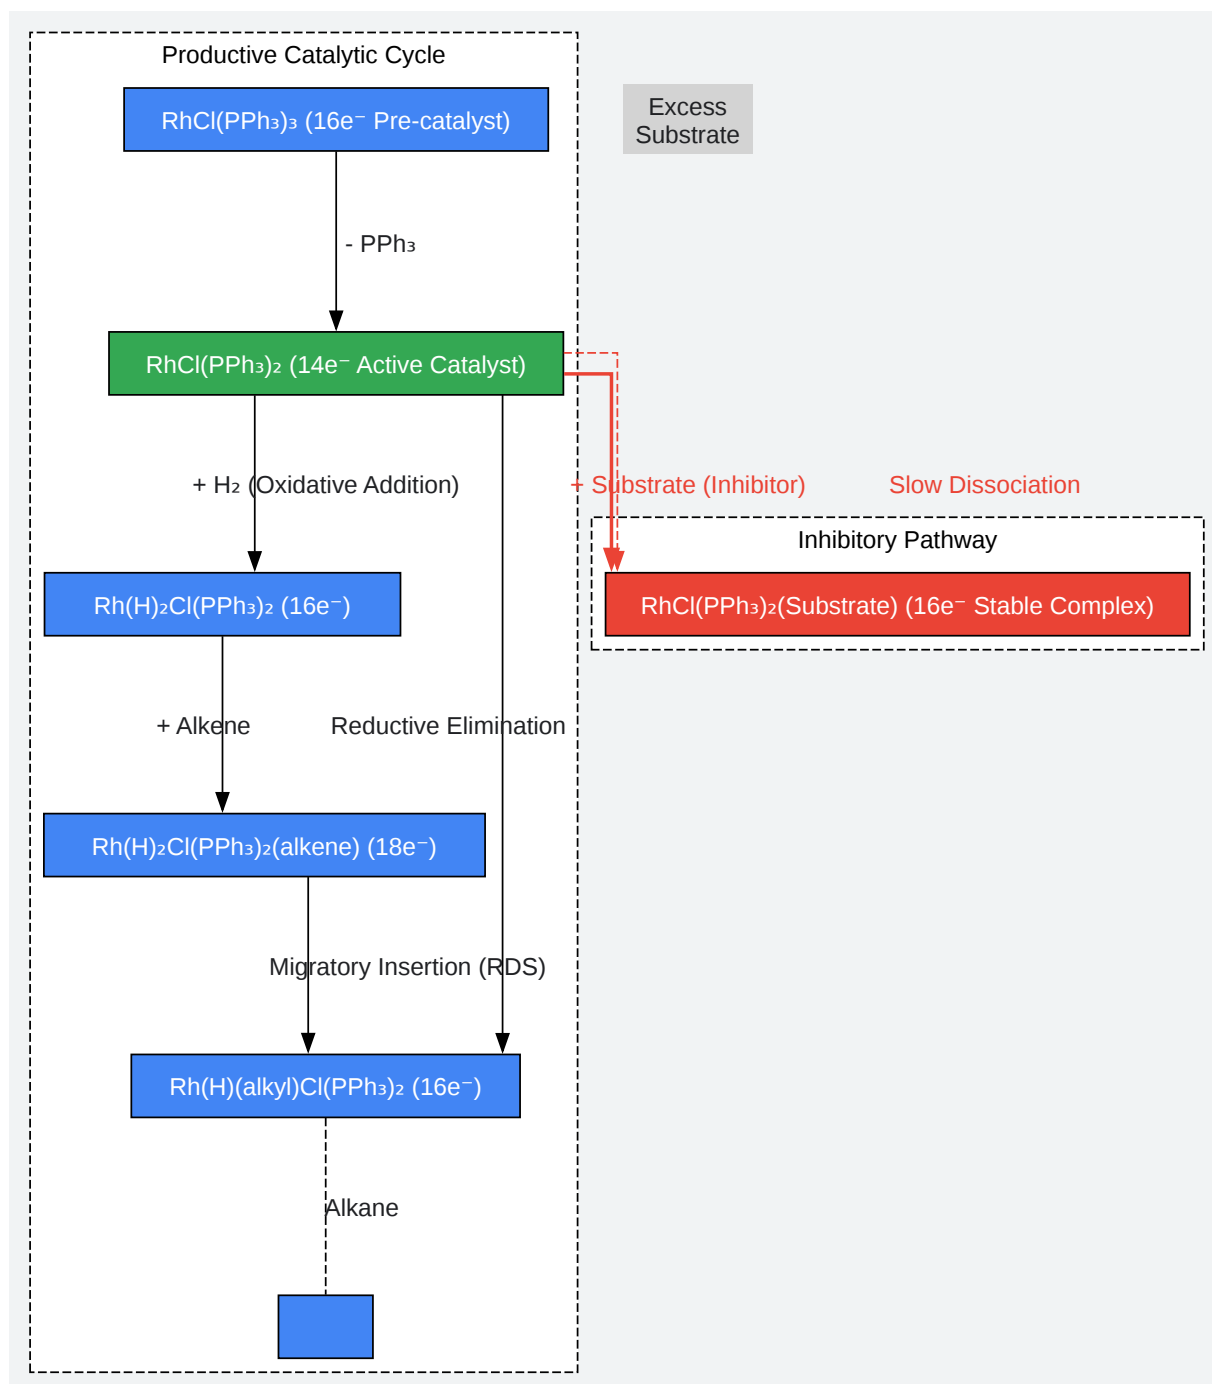 Productive Catalytic Cycle
RhCl(PPh₃)₃ (16e⁻ Pre-catalyst)
Excess
Substrate
- PPh₃
RhCl(PPh₃)₂ (14e⁻ Active Catalyst)
+ H₂ (Oxidative Addition)
+ Substrate (Inhibitor)
Slow Dissociation
Inhibitory Pathway
Rh(H)₂Cl(PPh₃)₂ (16e⁻)
RhCl(PPh₃)₂(Substrate) (16e⁻ Stable Complex)
+ Alkene
Reductive Elimination
Rh(H)₂Cl(PPh₃)₂(alkene) (18e⁻)
Migratory Insertion (RDS)
Rh(H)(alkyl)Cl(PPh₃)₂ (16e⁻)
Alkane